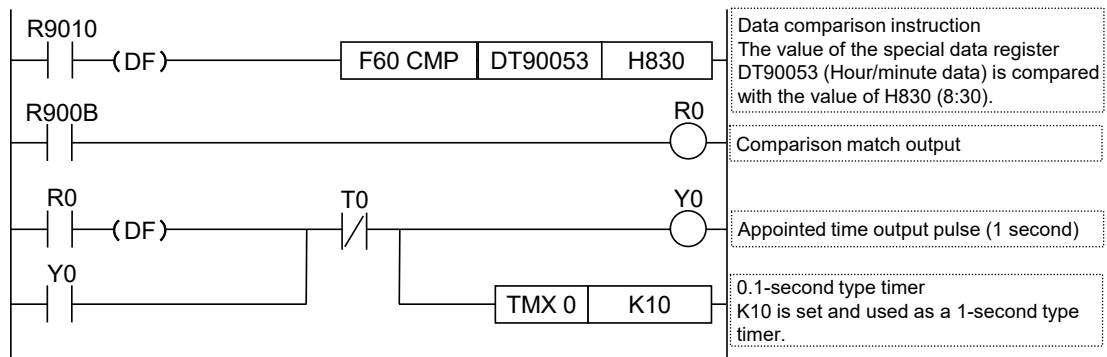 R9010
(DF)
F60 CMP DT90053 H830
Data comparison instruction
The value of the special data register
DT90053 (Hour/minute data) is compared
with the value of H830 (8:30).
R900B
R0
Comparison match output
R0
(DF)
T0
Y0
Appointed time output pulse (1 second)
Y0
TMX 0 K10
0.1-second type timer
K10 is set and used as a 1-second type
timer.